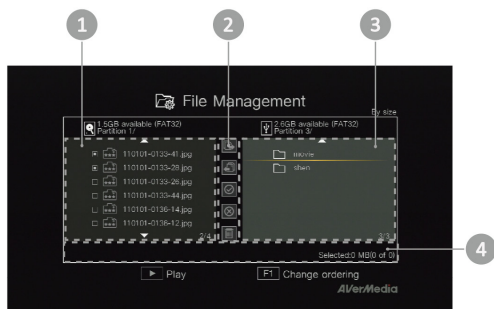 1
2
3
File Management
By size
1.5GB available (FAT32)
Partition 1/
2.6GB available (FAT32)
Partition 3/
110101-0133-41.jpg
110101-0133-28.jpg
110101-0133-26.jpg
110101-0133-44.jpg
110101-0136-14.jpg
110101-0136-12.jpg
2/4
movie
shen
3/3
4
Selected:0 MB(0 of 0)
Play
F1 Change ordering
AVerMedia